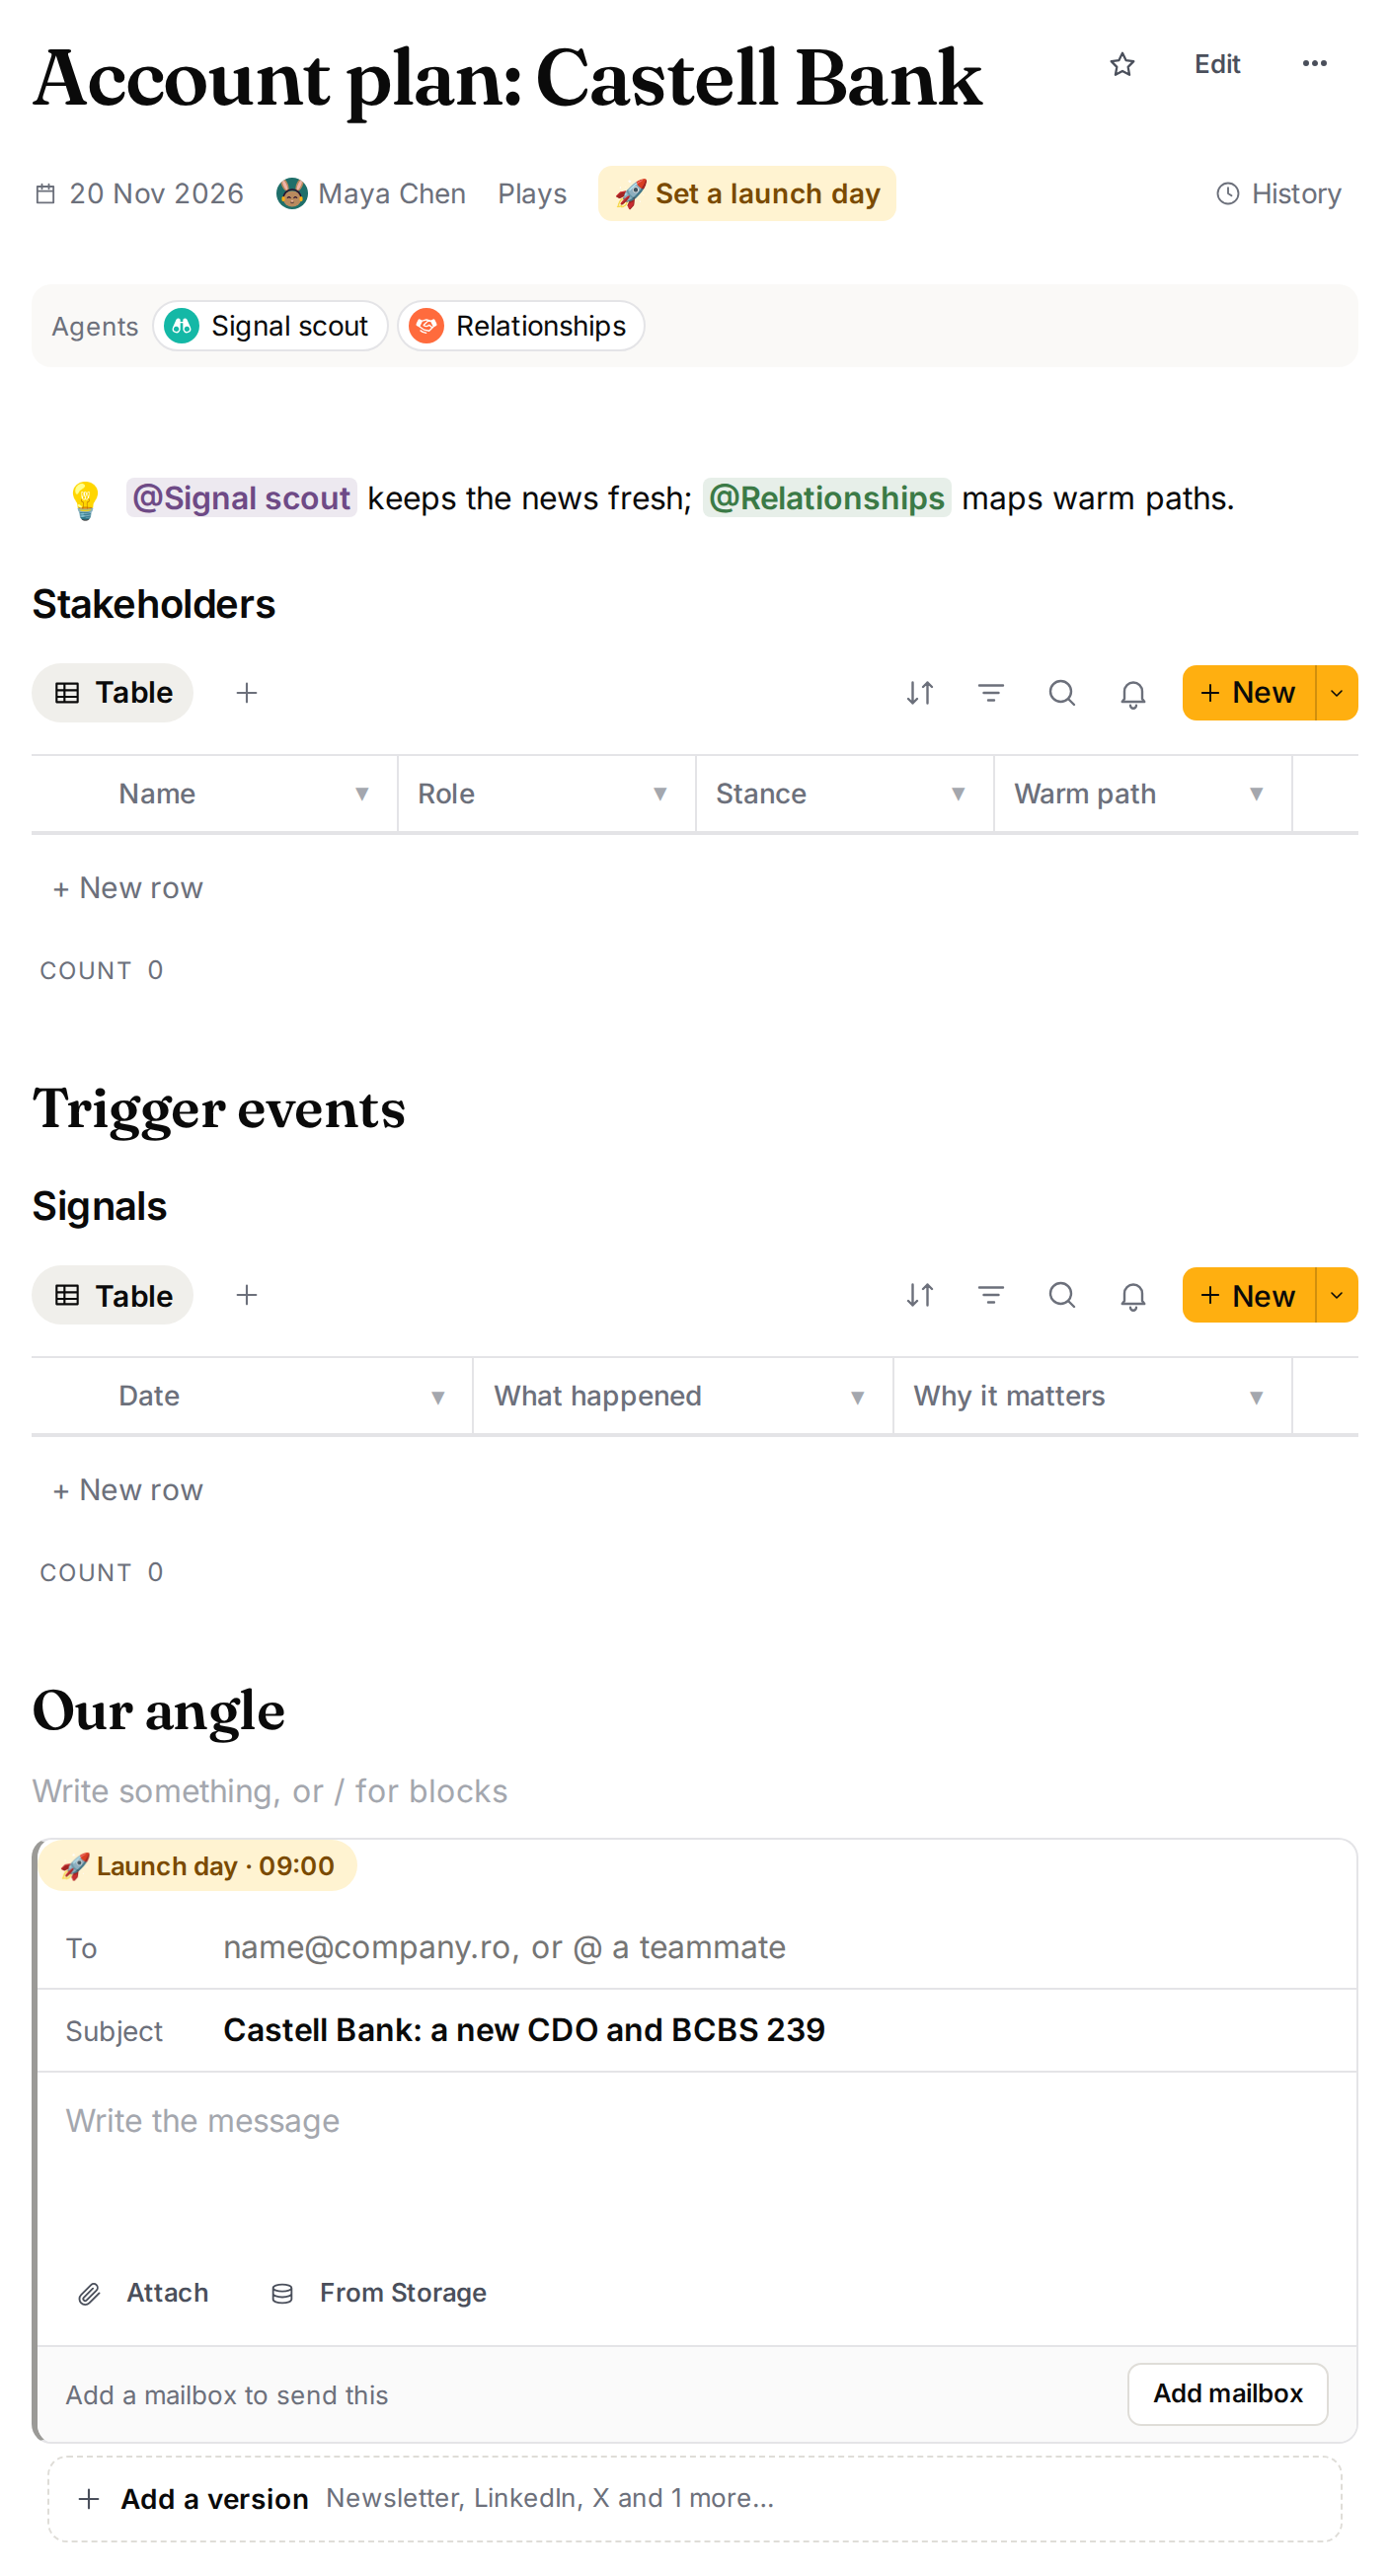 Account plan: Castell Bank
Edit
20 Nov 2026 Maya Chen Plays 🚀 Set a launch day History
Agents Signal scout Relationships
💡 @Signal scout keeps the news fresh; @Relationships maps warm paths.
Stakeholders
Table + New
Name Role Stance Warm path
+ New row
COUNT 0
Trigger events
Signals
Table + New
Date What happened Why it matters
+ New row
COUNT 0
Our angle
Write something, or / for blocks
🚀 Launch day · 09:00
To name@company.ro, or @ a teammate
Subject Castell Bank: a new CDO and BCBS 239
Write the message
Attach From Storage
Add a mailbox to send this Add mailbox
+ Add a version Newsletter, LinkedIn, X and 1 more...